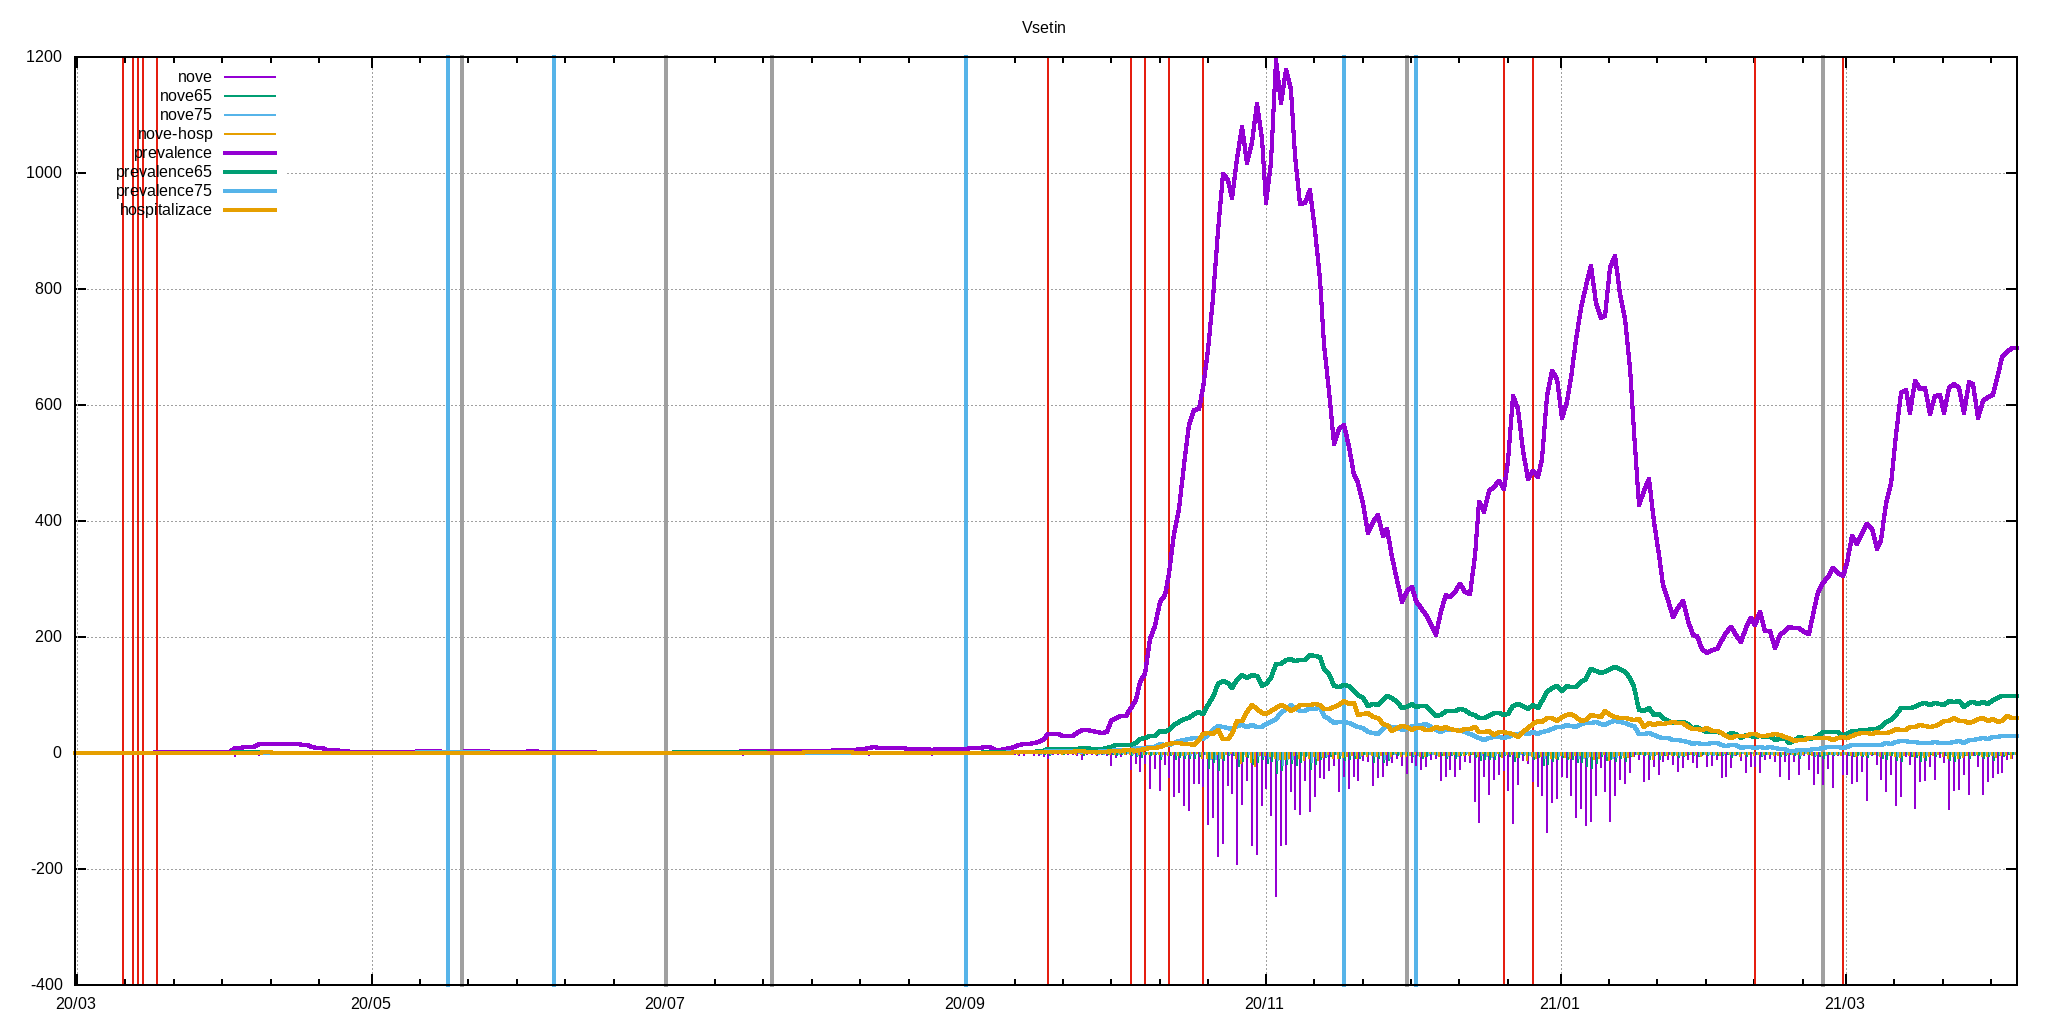 Vsetin
1200
1000
800
600
400
200
0
-200
-400
nove
nove65
nove75
nove-hosp
prevalence
prevalence65
prevalence75
hospitalizace
20/03 20/05 20/07 20/09 20/11 21/01 21/03